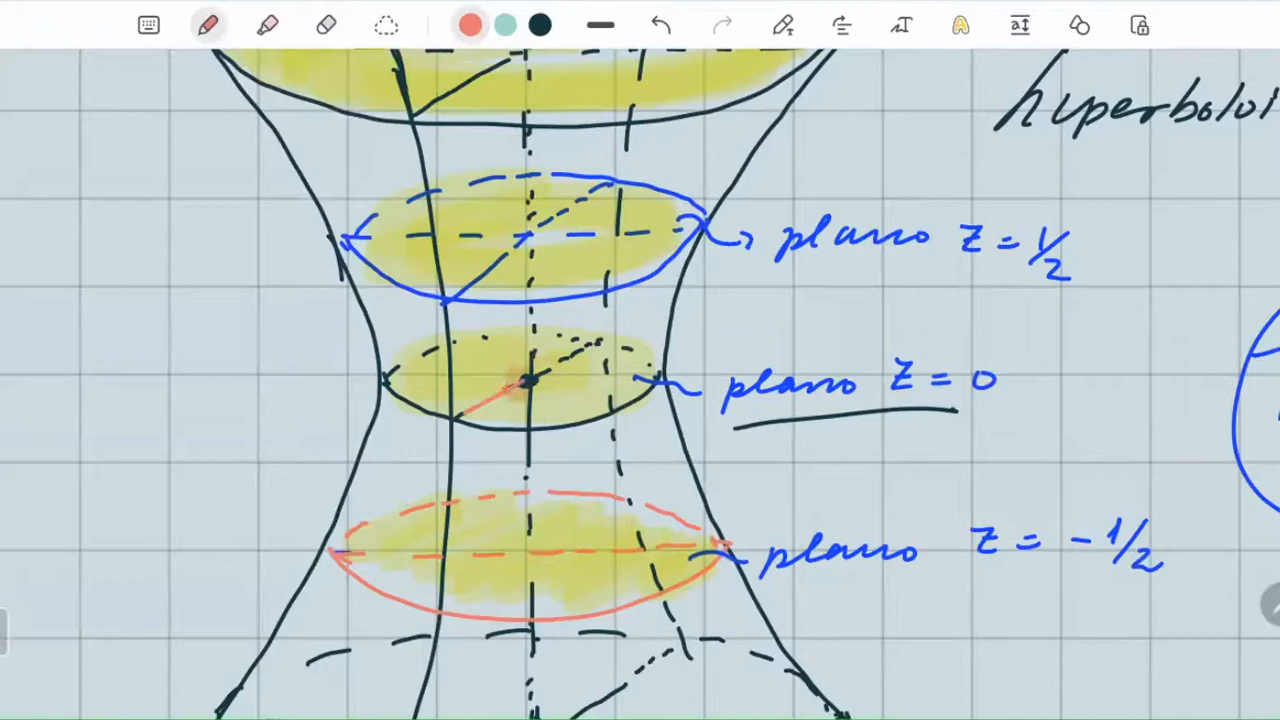 hiperboloi
plano z = 1/2
plano z = 0
plano z = -1/2